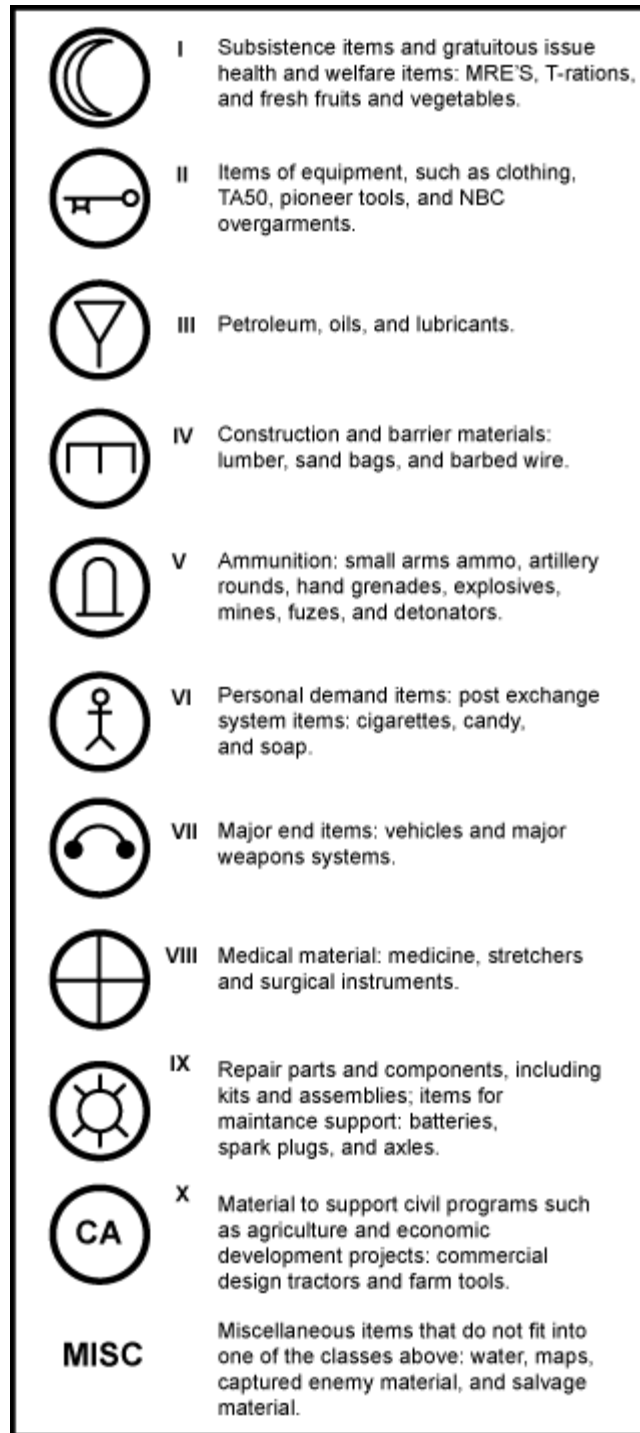 I Subsistence items and gratuitous issue
health and welfare items: MRE'S, T-rations,
and fresh fruits and vegetables.
II Items of equipment, such as clothing,
TA50, pioneer tools, and NBC
overgarments.
III Petroleum, oils, and lubricants.
IV Construction and barrier materials:
lumber, sand bags, and barbed wire.
V Ammunition: small arms ammo, artillery
rounds, hand grenades, explosives,
mines, fuzes, and detonators.
VI Personal demand items: post exchange
system items: cigarettes, candy,
and soap.
VII Major end items: vehicles and major
weapons systems.
VIII Medical material: medicine, stretchers
and surgical instruments.
IX Repair parts and components, including
kits and assemblies; items for
maintance support: batteries,
spark plugs, and axles.
CA X Material to support civil programs such
as agriculture and economic
development projects: commercial
design tractors and farm tools.
MISC Miscellaneous items that do not fit into
one of the classes above: water, maps,
captured enemy material, and salvage
material.